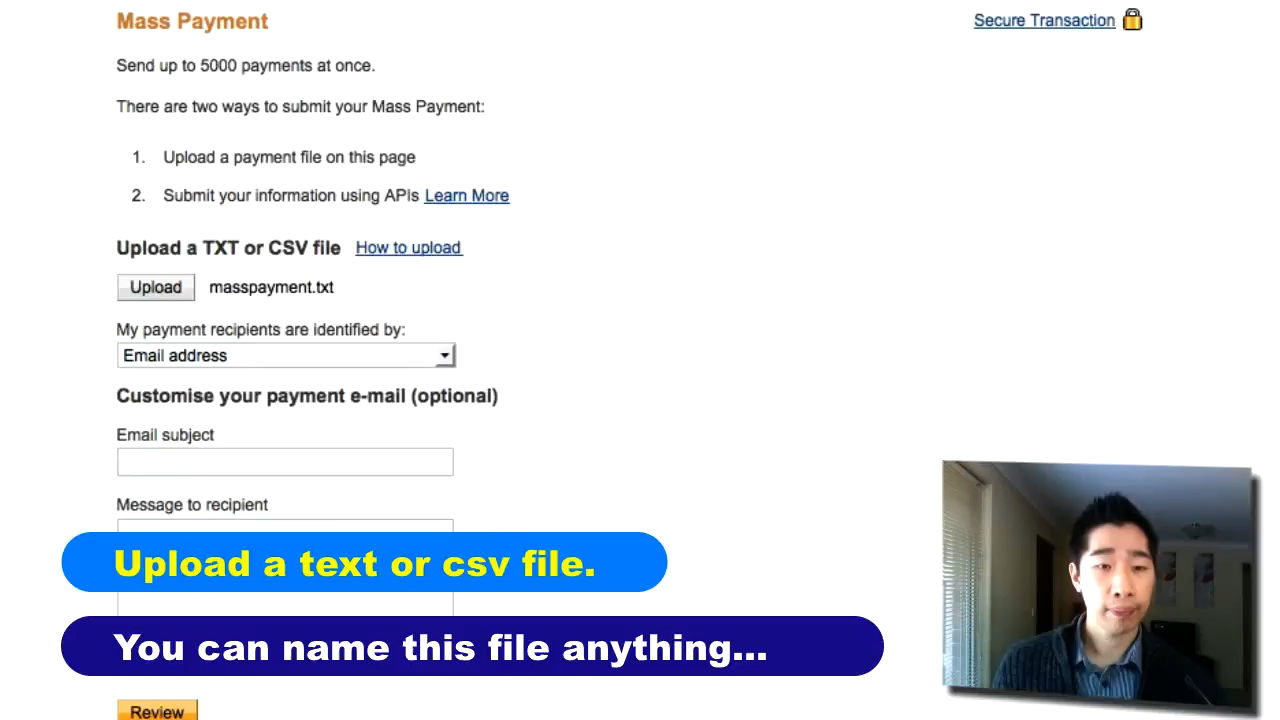 Mass Payment
Secure Transaction
Send up to 5000 payments at once.
There are two ways to submit your Mass Payment:
1. Upload a payment file on this page
2. Submit your information using APIs Learn More
Upload a TXT or CSV file How to upload
Upload masspayment.txt
My payment recipients are identified by:
Email address
Customise your payment e-mail (optional)
Email subject
Message to recipient
Upload a text or csv file.
You can name this file anything...
Review